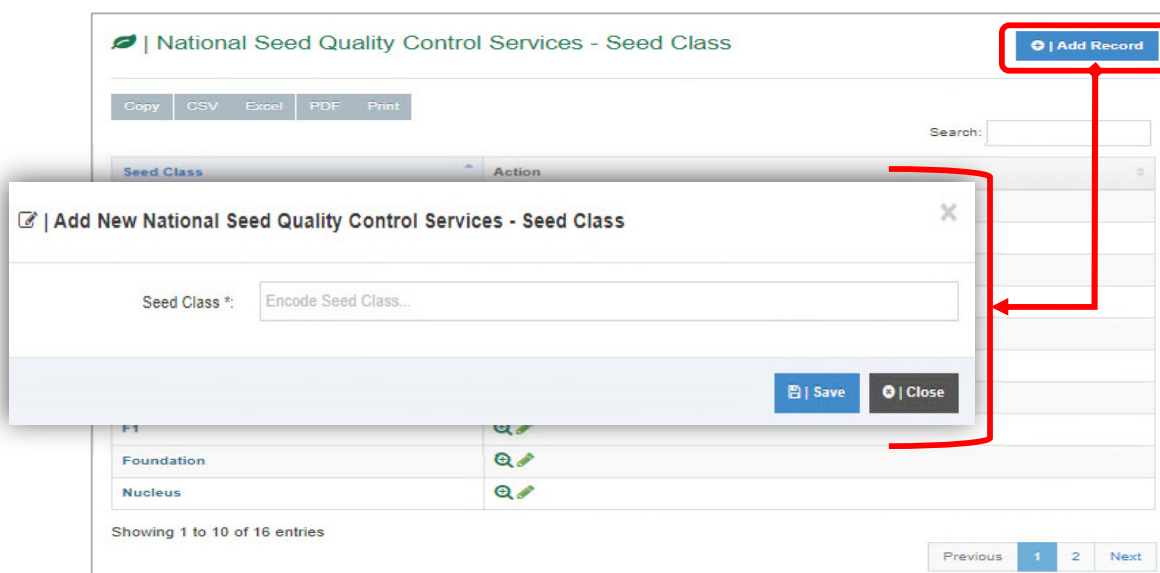 | National Seed Quality Control Services - Seed Class
| Add Record
Copy CSV Excel PDF Print
Search:
Seed Class Action
| Add New National Seed Quality Control Services - Seed Class
Seed Class *: Encode Seed Class...
| Save | Close
F1
Foundation
Nucleus
Showing 1 to 10 of 16 entries
Previous 1 2 Next